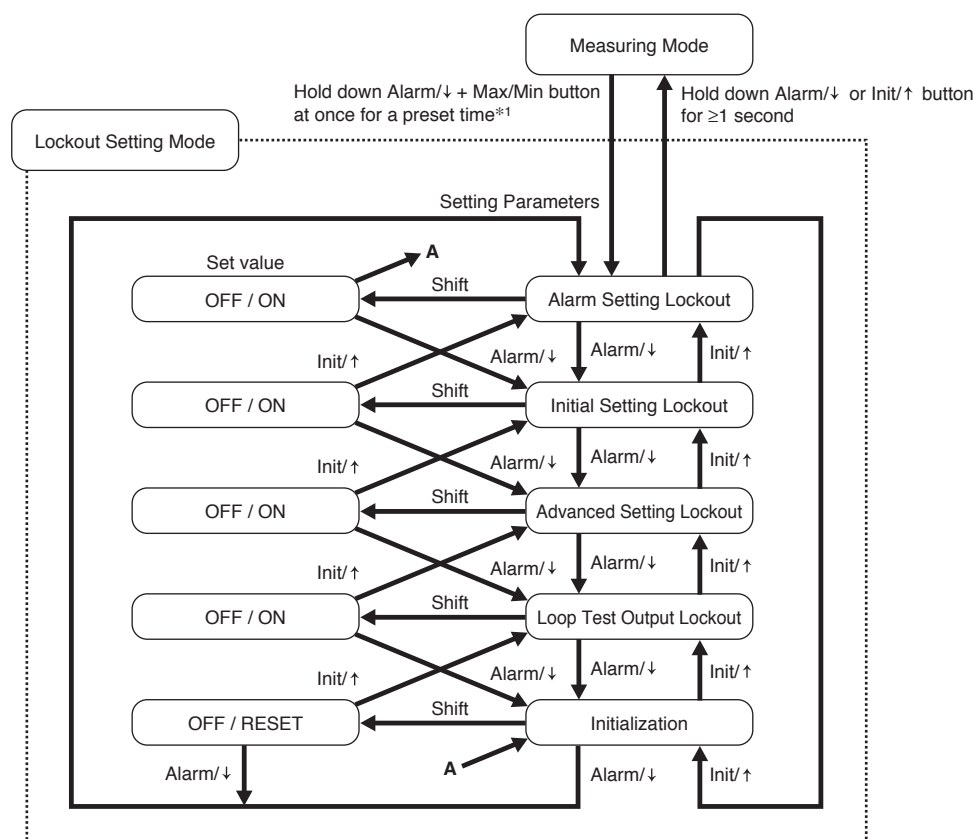 Measuring Mode
Hold down Alarm/↓ + Max/Min button
at once for a preset time*1
Hold down Alarm/↓ or Init/↑ button
for ≥1 second
Lockout Setting Mode
Setting Parameters
A
Set value
OFF / ON
Shift
Alarm Setting Lockout
Init/↑
Alarm/↓
Alarm/↓
Init/↑
OFF / ON
Shift
Initial Setting Lockout
Init/↑
Alarm/↓
Alarm/↓
Init/↑
OFF / ON
Shift
Advanced Setting Lockout
Init/↑
Alarm/↓
Alarm/↓
Init/↑
OFF / ON
Shift
Loop Test Output Lockout
Init/↑
Alarm/↓
Alarm/↓
Init/↑
OFF / RESET
Shift
Initialization
Alarm/↓
A
Alarm/↓
Init/↑